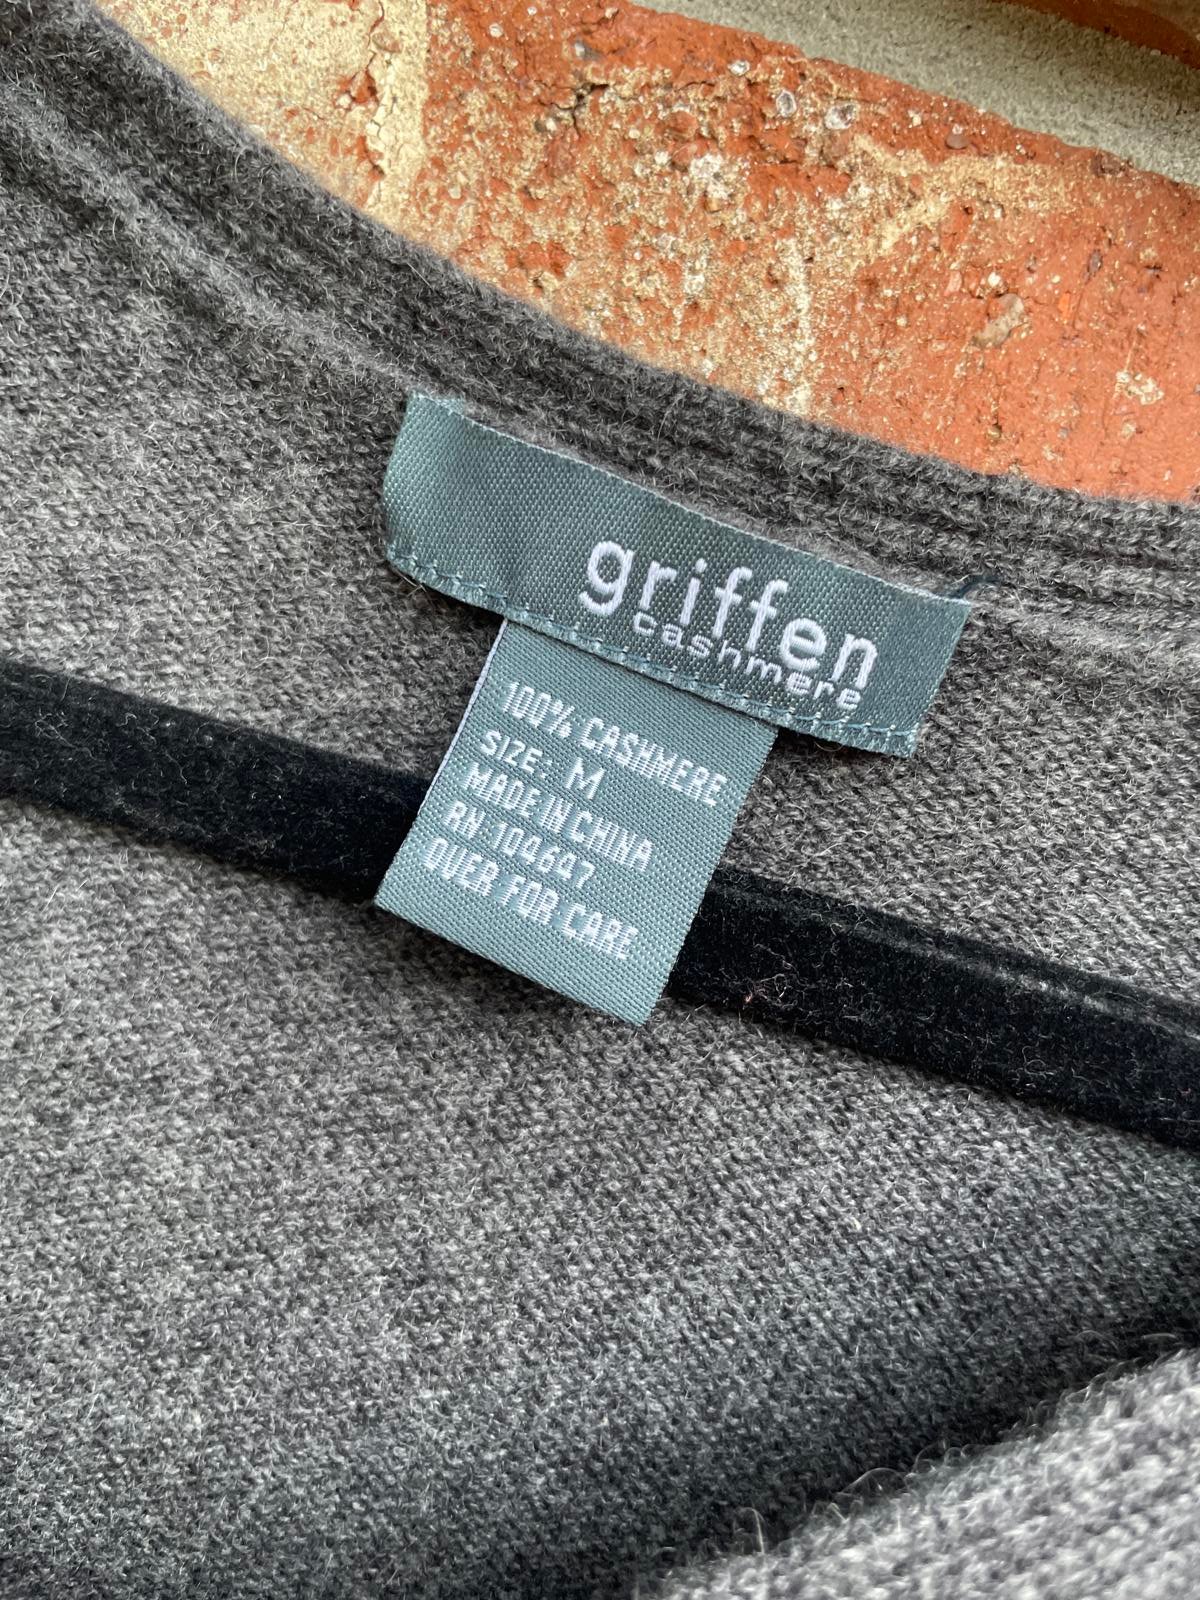 griffen
cashmere
100% CASHMERE
SIZE: M
MADE IN CHINA
RN:104647
OVER FOR CARE